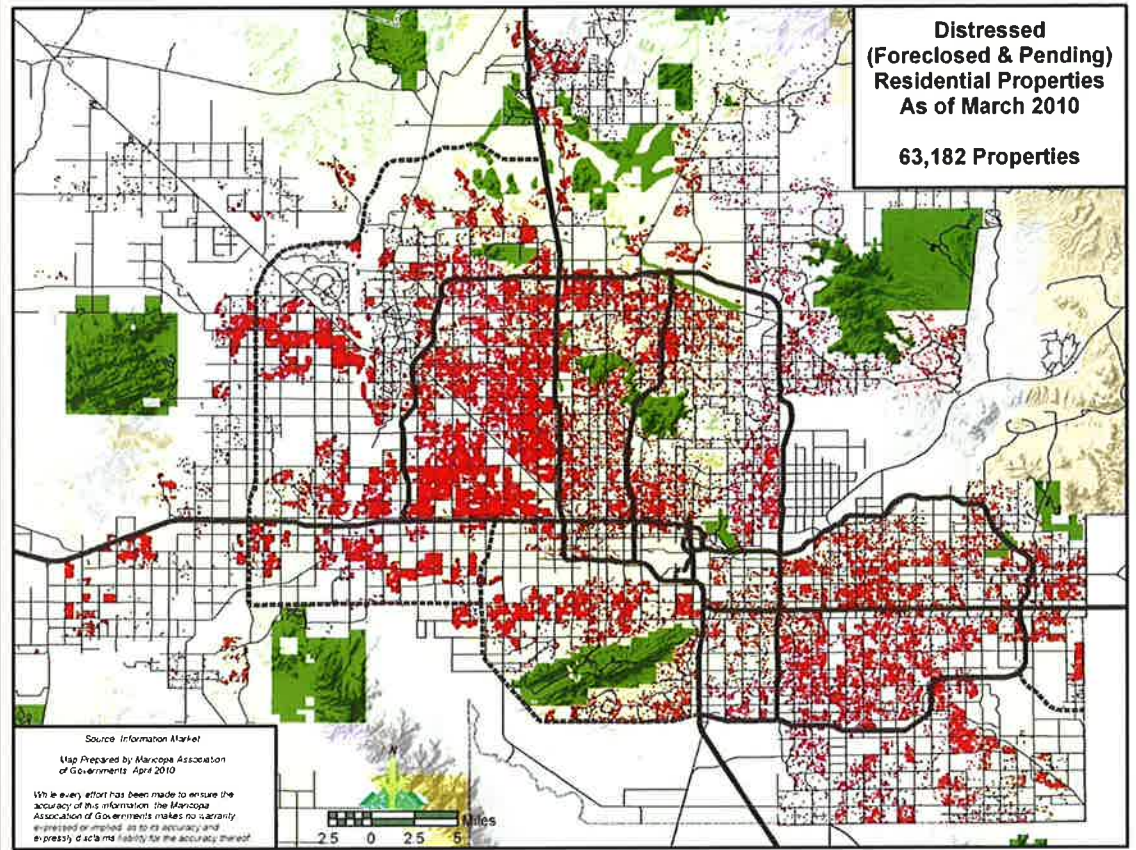 Distressed
(Foreclosed & Pending)
Residential Properties
As of March 2010
63,182 Properties
Source: Information Market
Map Prepared by Maricopa Association
of Governments April 2010
While every effort has been made to ensure the
accuracy of this information the Maricopa
Association of Governments makes no warranty
expressed or implied as to its accuracy and
expressly disclaims liability for the accuracy thereof
N
Miles
2.5 0 2.5 5